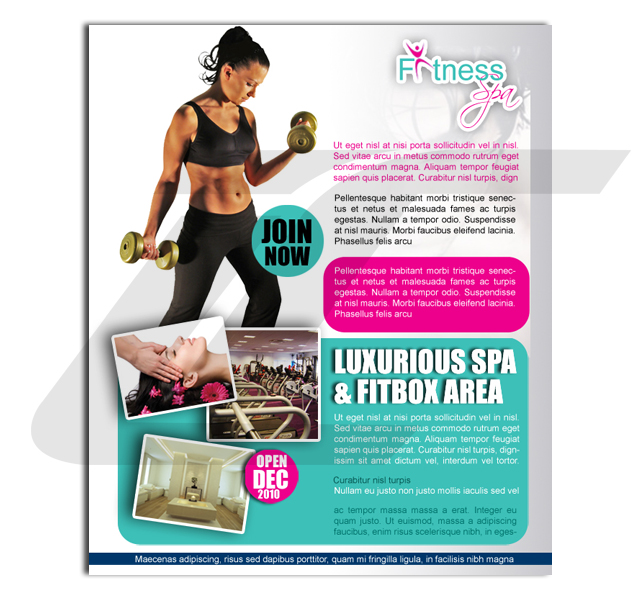 Fitness
Spa
Ut eget nisl at nisi porta sollicitudin vel in nisl.
Sed vitae arcu in metus commodo rutrum eget
condimentum magna. Aliquam tempor feugiat
sapien quis placerat. Curabitur nisl turpis, dign
Pellentesque habitant morbi tristique senec-
tus et netus et malesuada fames ac turpis
egestas. Nullam a tempor odio. Suspendisse
at nisl mauris. Morbi faucibus eleifend lacinia.
Phasellus felis arcu
JOIN
NOW
Pellentesque habitant morbi tristique senec-
tus et netus et malesuada fames ac turpis
egestas. Nullam a tempor odio. Suspendisse
at nisl mauris. Morbi faucibus eleifend lacinia.
Phasellus felis arcu
LUXURIOUS SPA
& FITBOX AREA
Ut eget nisl at nisi porta sollicitudin vel in nisl.
Sed vitae arcu in metus commodo rutrum eget
condimentum magna. Aliquam tempor feugiat
sapien quis placerat. Curabitur nisl turpis, dign-
issim sit amet dictum vel, interdum vel tortor.
Curabitur nisl turpis
Nullam eu justo non justo mollis iaculis sed vel
ac tempor massa massa a erat. Integer eu
quam justo. Ut euismod, massa a adipiscing
faucibus, enim risus scelerisque nibh, in eges-
OPEN
DEC
2010
Maecenas adipiscing, risus sed dapibus porttitor, quam mi fringilla ligula, in facilisis nibh magna